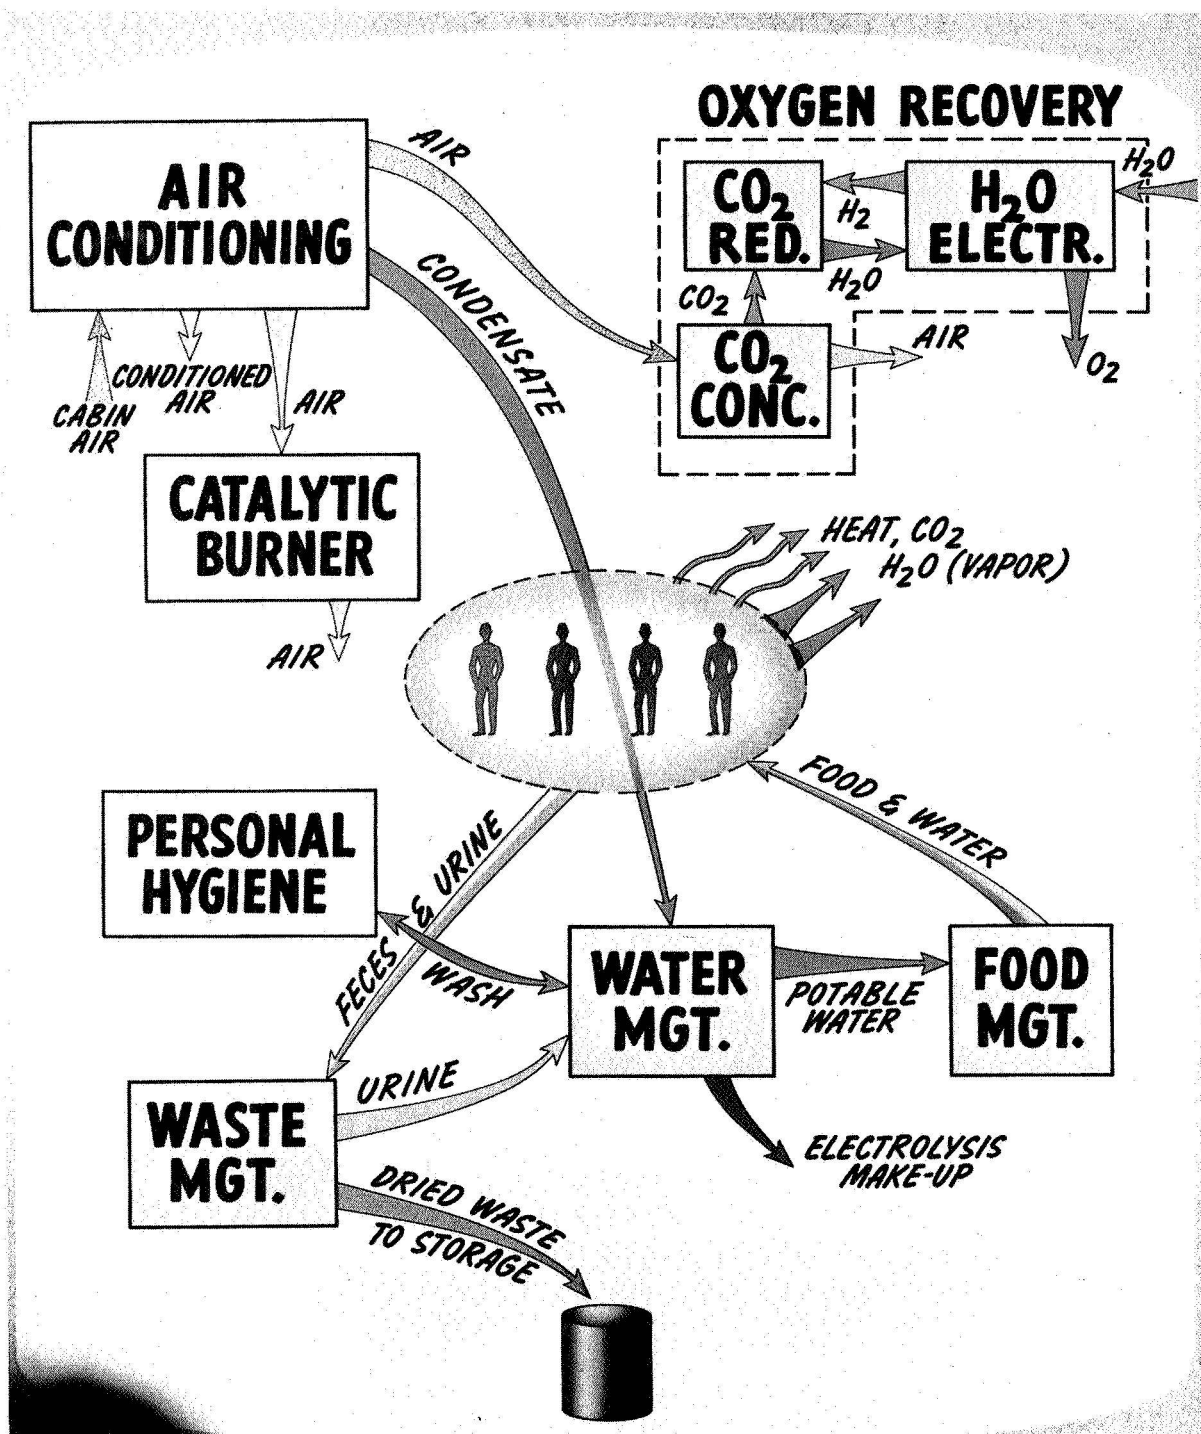 OXYGEN RECOVERY
AIR
CONDITIONING
AIR
CONDENSATE
CABIN
AIR
CONDITIONED
AIR
AIR
CATALYTIC
BURNER
AIR
CO2
RED.
H2
H2O
H2O
ELECTR.
H2O
O2
CO2
CO2
CONC.
AIR
HEAT, CO2
H2O (VAPOR)
FOOD & WATER
FECES & URINE
PERSONAL
HYGIENE
WASH
WATER
MGT.
POTABLE
WATER
FOOD
MGT.
ELECTROLYSIS
MAKE-UP
WASTE
MGT.
URINE
DRIED WASTE
TO STORAGE